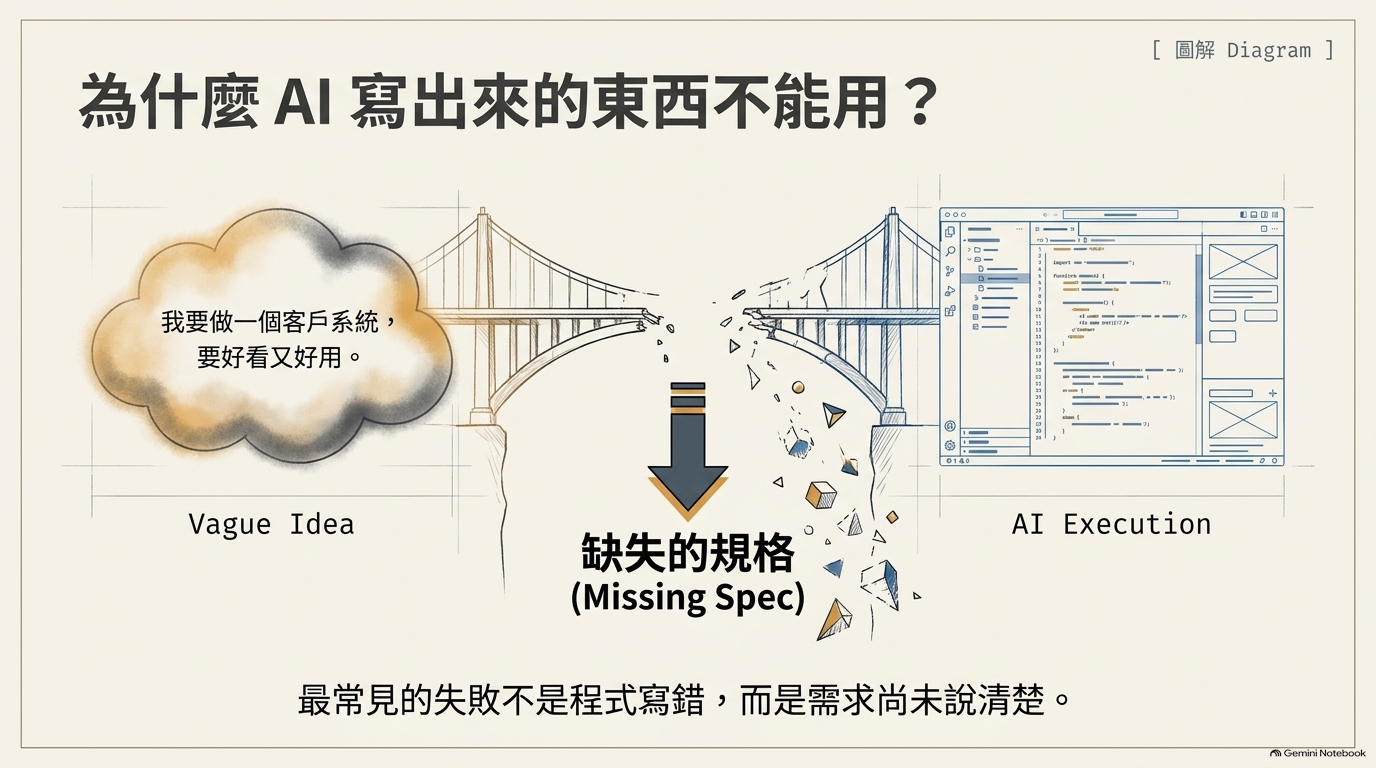 [ 圖解 Diagram ]
為什麼 AI 寫出來的東西不能用？
我要做一個客戶系統，
要好看又好用。
Vague Idea
AI Execution
缺失的規格
(Missing Spec)
最常見的失敗不是程式寫錯，而是需求尚未說清楚。
Gemini Notebook